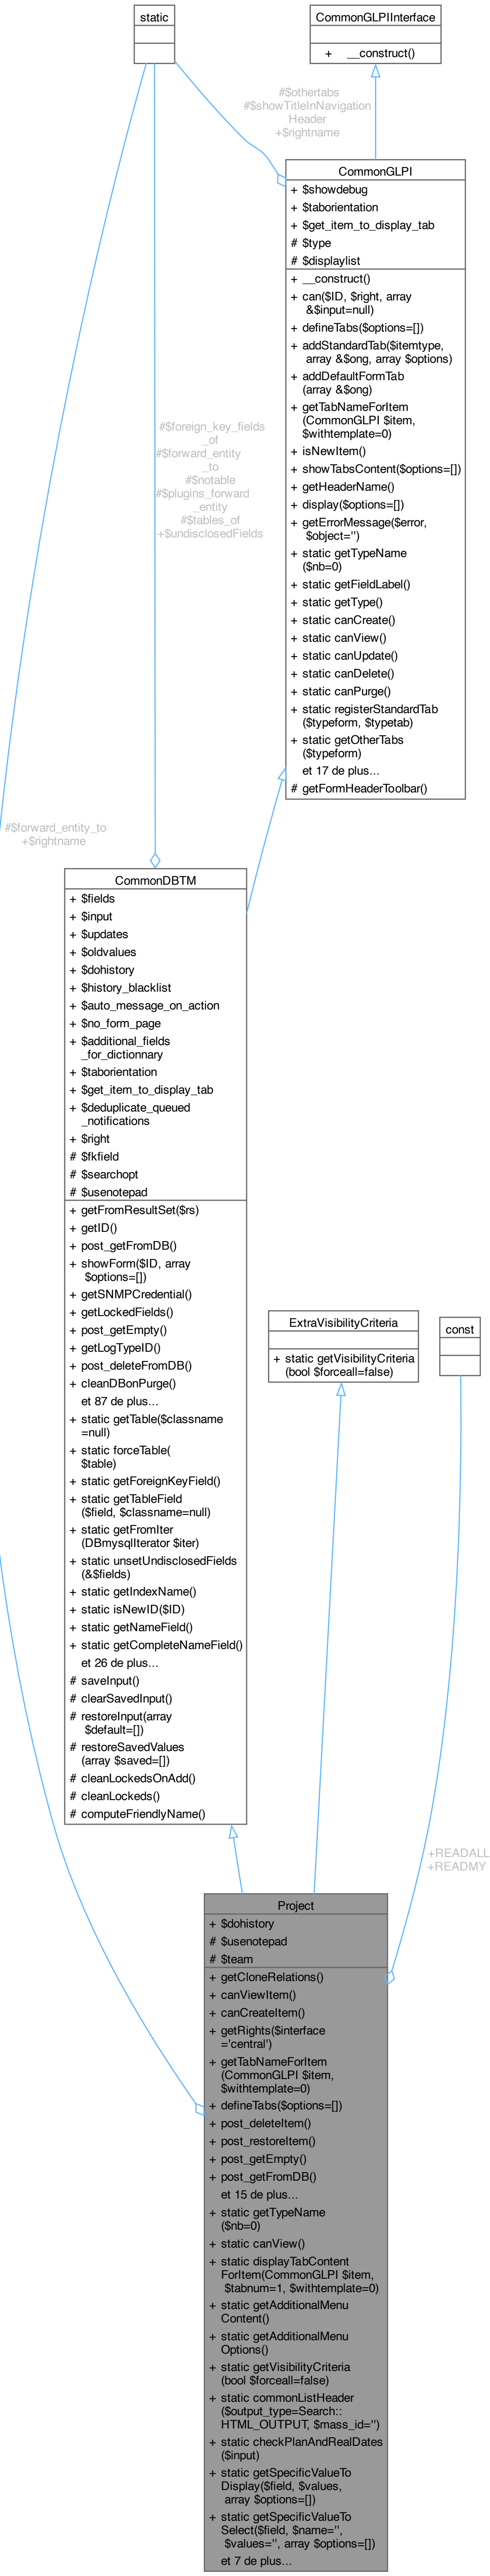 static
CommonGLPIInterface
+ __construct()
#$othertabs
#$showTitleInNavigation
Header
+$rightname
CommonGLPI
+ $showdebug
+ $taborientation
+ $get_item_to_display_tab
# $type
# $displaylist
+ __construct()
+ can($ID, $right, array
&$input=null)
+ defineTabs($options=[])
+ addStandardTab($itemtype,
array &$ong, array $options)
+ addDefaultFormTab
(array &$ong)
+ getTabNameForItem
(CommonGLPI $item,
$withtemplate=0)
+ isNewItem()
+ showTabsContent($options=[])
+ getHeaderName()
+ display($options=[])
+ getErrorMessage($error,
$object='')
+ static getTypeName
($nb=0)
+ static getFieldLabel()
+ static getType()
+ static canCreate()
+ static canView()
+ static canUpdate()
+ static canDelete()
+ static canPurge()
+ static registerStandardTab
($typeform, $typetab)
+ static getOtherTabs
($typeform)
et 17 de plus...
# getFormHeaderToolbar()
#$foreign_key_fields
_of
#$forward_entity
_to
#$notable
#$plugins_forward
_entity
#$tables_of
+$undisclosedFields
#$forward_entity_to
+$rightname
CommonDBTM
+ $fields
+ $input
+ $updates
+ $oldvalues
+ $dohistory
+ $history_blacklist
+ $auto_message_on_action
+ $no_form_page
+ $additional_fields
_for_dictionnary
+ $taborientation
+ $get_item_to_display_tab
+ $deduplicate_queued
_notifications
+ $right
# $fkfield
# $searchopt
# $usenotepad
+ getFromResultSet($rs)
+ getID()
+ post_getFromDB()
+ showForm($ID, array
$options=[])
+ getSNMPCredential()
+ getLockedFields()
+ post_getEmpty()
+ getLogTypeID()
+ post_deleteFromDB()
+ cleanDBonPurge()
et 87 de plus...
+ static getTable($classname
=null)
+ static forceTable(
$table)
+ static getForeignKeyField()
+ static getTableField
($field, $classname=null)
+ static getFromIter
(DBmysqlIterator $iter)
+ static unsetUndisclosedFields
(&$fields)
+ static getIndexName()
+ static isNewID($ID)
+ static getNameField()
+ static getCompleteNameField()
et 26 de plus...
# saveInput()
# clearSavedInput()
# restoreInput(array
$default=[])
# restoreSavedValues
(array $saved=[])
# cleanLockedsOnAdd()
# cleanLockeds()
# computeFriendlyName()
ExtraVisibilityCriteria
+ static getVisibilityCriteria
(bool $forceall=false)
const
+READALL
+READMY
Project
+ $dohistory
# $usenotepad
# $team
+ getCloneRelations()
+ canViewItem()
+ canCreateItem()
+ getRights($interface
='central')
+ getTabNameForItem
(CommonGLPI $item,
$withtemplate=0)
+ defineTabs($options=[])
+ post_deleteItem()
+ post_restoreItem()
+ post_getEmpty()
+ post_getFromDB()
et 15 de plus...
+ static getTypeName
($nb=0)
+ static canView()
+ static displayTabContent
ForItem(CommonGLPI $item,
$tabnum=1, $withtemplate=0)
+ static getAdditionalMenu
Content()
+ static getAdditionalMenu
Options()
+ static getVisibilityCriteria
(bool $forceall=false)
+ static commonListHeader
($output_type=Search::
HTML_OUTPUT, $mass_id='')
+ static checkPlanAndRealDates
($input)
+ static getSpecificValueTo
Display($field, $values,
array $options=[])
+ static getSpecificValueTo
Select($field, $name='',
$values='', array $options=[])
et 7 de plus...